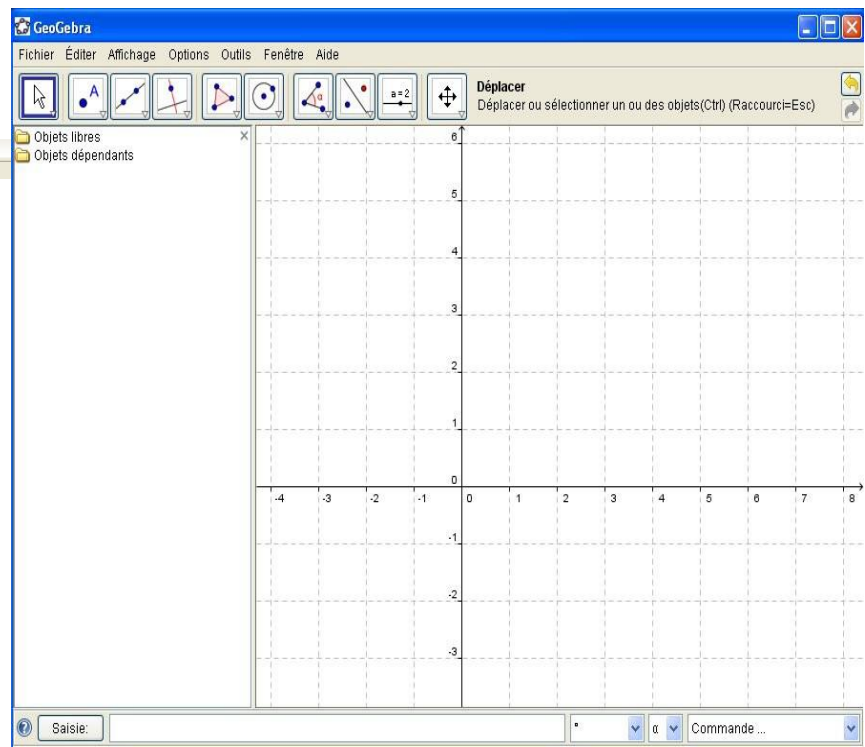 GeoGebra
Fichier Éditer Affichage Options Outils Fenêtre Aide
A
α
a=2
Déplacer
Déplacer ou sélectionner un ou des objets(Ctrl) (Raccourci=Esc)
Objets libres
Objets dépendants
6
5
4
3
2
1
0
-4 -3 -2 -1 0 1 2 3 4 5 6 7 8
-1
-2
-3
Saisie: ° α Commande ...